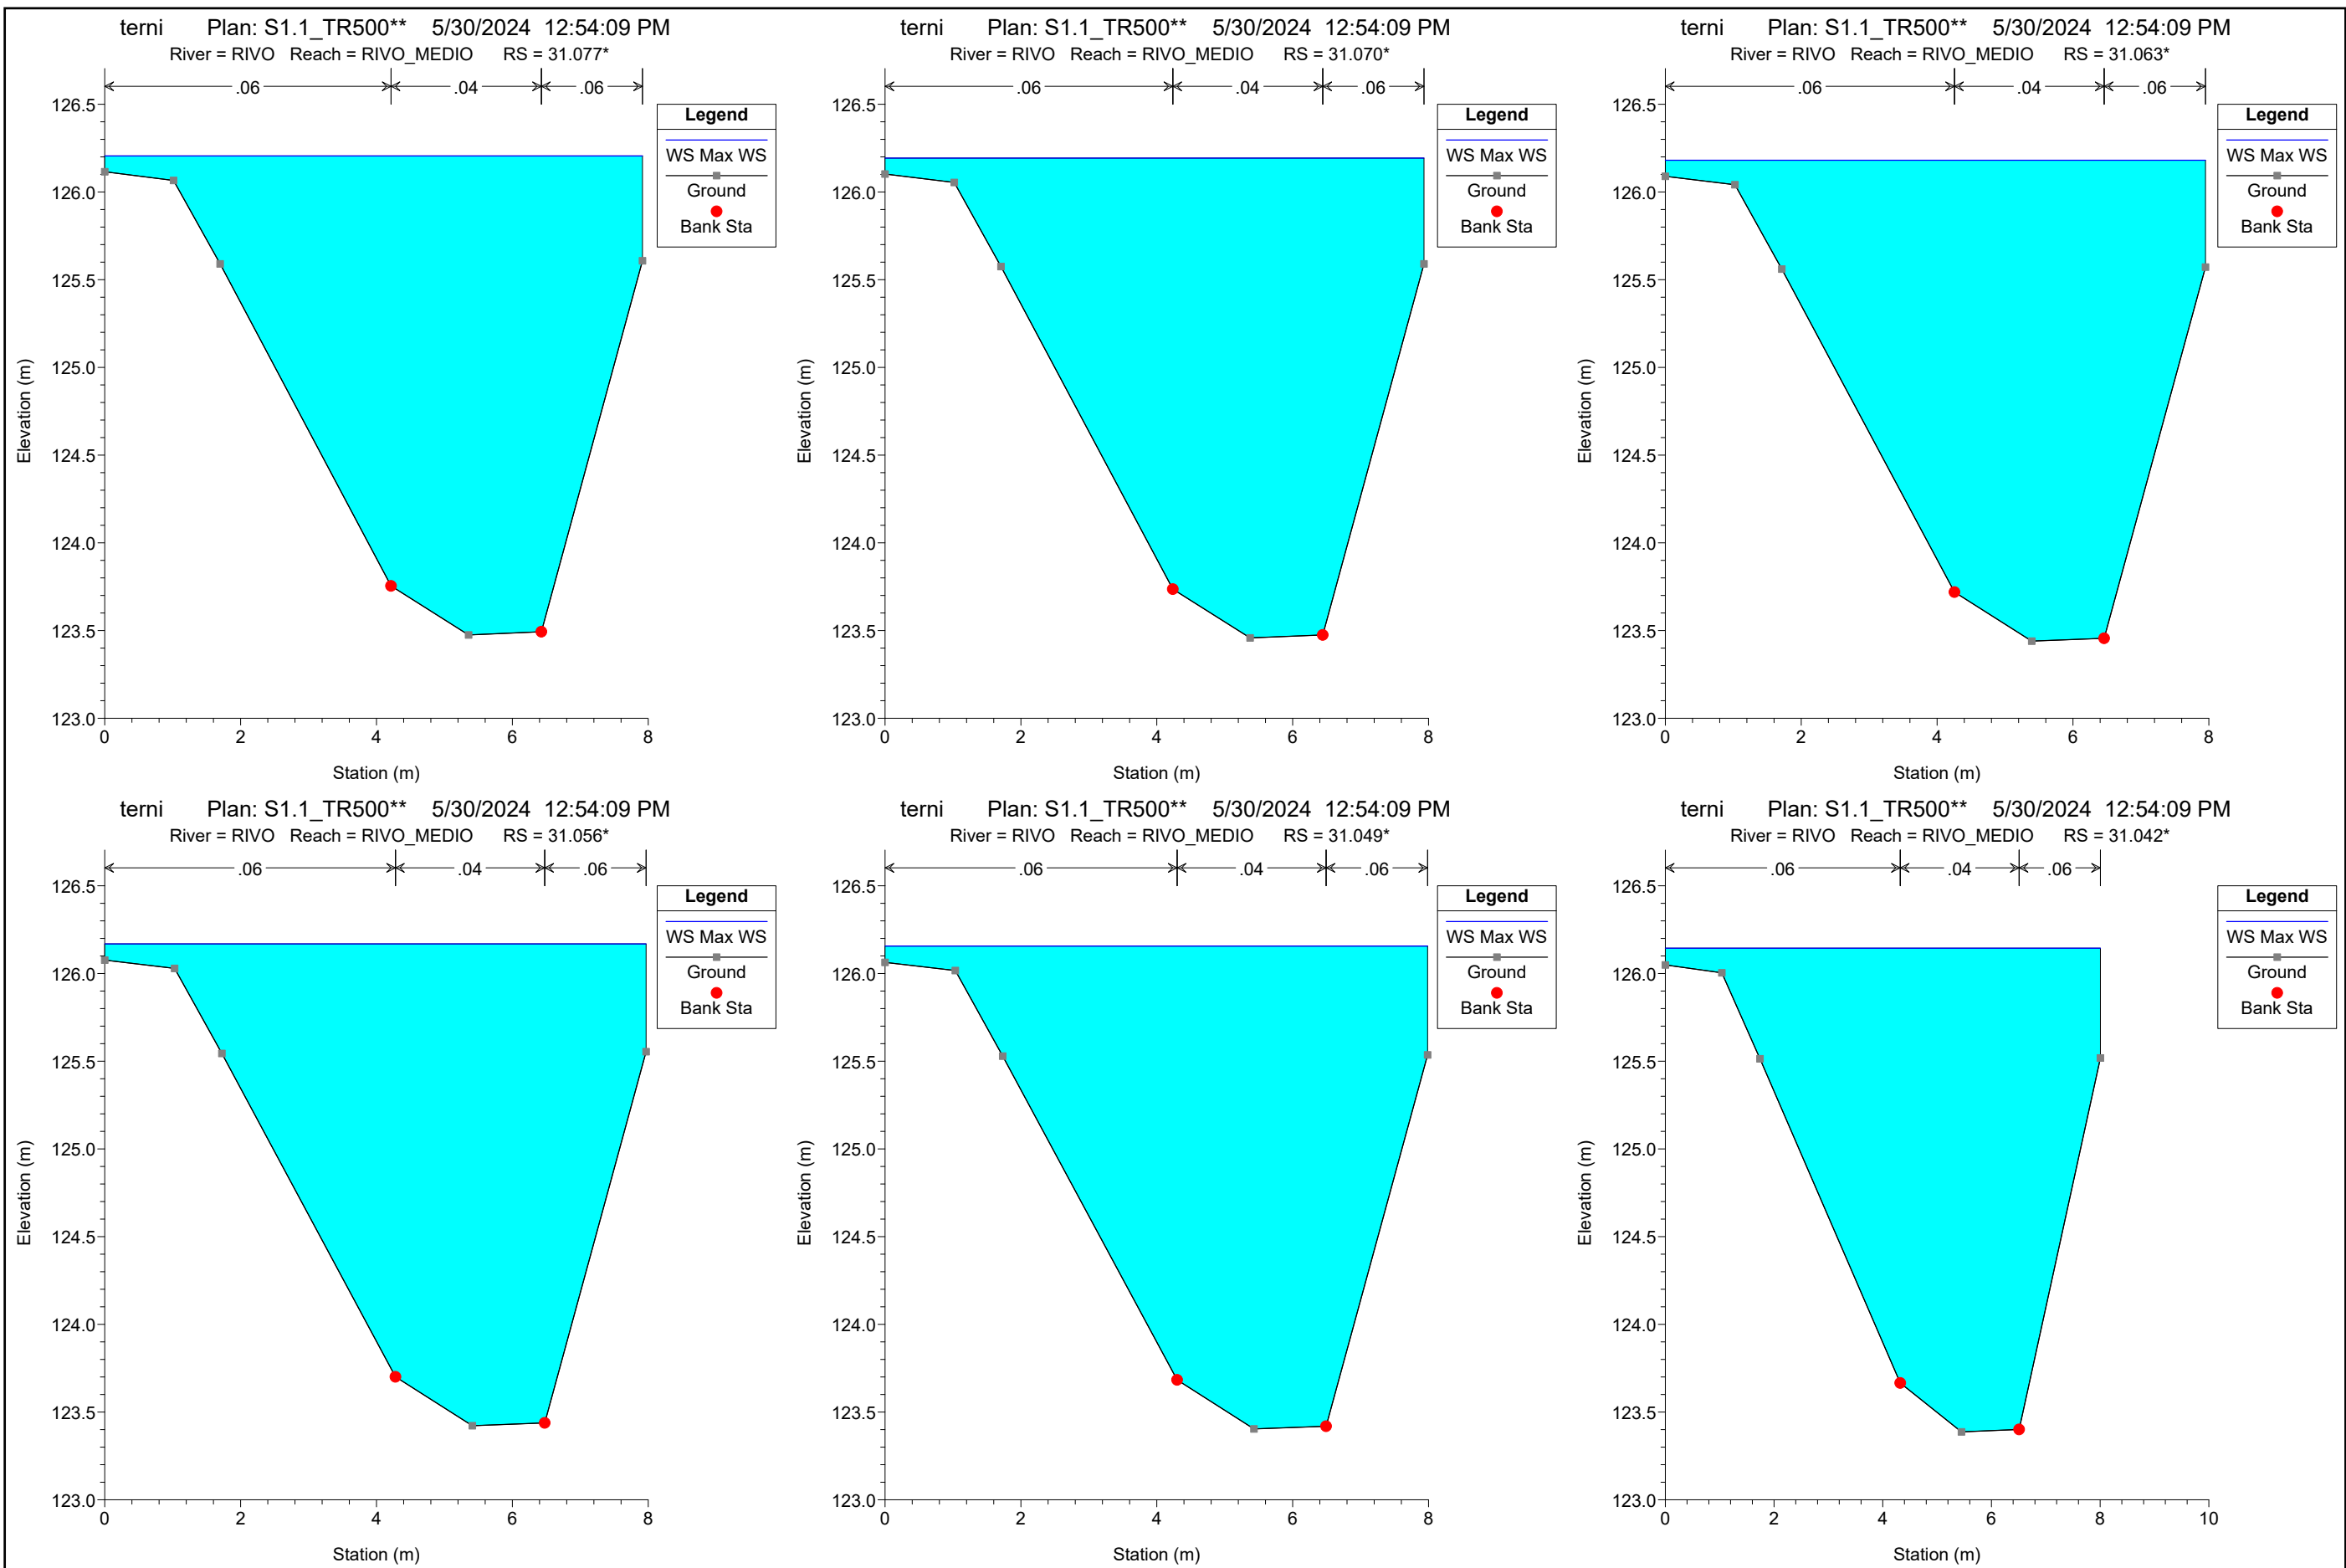 terni Plan: S1.1_TR500** 5/30/2024 12:54:09 PM
River = RIVO Reach = RIVO_MEDIO RS = 31.077*
.06 .04 .06
Legend
WS Max WS
Ground
Bank Sta
126.5
126.0
125.5
125.0
124.5
124.0
123.5
123.0
Elevation (m)
0 2 4 6 8
Station (m)
terni Plan: S1.1_TR500** 5/30/2024 12:54:09 PM
River = RIVO Reach = RIVO_MEDIO RS = 31.070*
.06 .04 .06
Legend
WS Max WS
Ground
Bank Sta
126.5
126.0
125.5
125.0
124.5
124.0
123.5
123.0
Elevation (m)
0 2 4 6 8
Station (m)
terni Plan: S1.1_TR500** 5/30/2024 12:54:09 PM
River = RIVO Reach = RIVO_MEDIO RS = 31.063*
.06 .04 .06
Legend
WS Max WS
Ground
Bank Sta
126.5
126.0
125.5
125.0
124.5
124.0
123.5
123.0
Elevation (m)
0 2 4 6 8
Station (m)
terni Plan: S1.1_TR500** 5/30/2024 12:54:09 PM
River = RIVO Reach = RIVO_MEDIO RS = 31.056*
.06 .04 .06
Legend
WS Max WS
Ground
Bank Sta
126.5
126.0
125.5
125.0
124.5
124.0
123.5
123.0
Elevation (m)
0 2 4 6 8
Station (m)
terni Plan: S1.1_TR500** 5/30/2024 12:54:09 PM
River = RIVO Reach = RIVO_MEDIO RS = 31.049*
.06 .04 .06
Legend
WS Max WS
Ground
Bank Sta
126.5
126.0
125.5
125.0
124.5
124.0
123.5
123.0
Elevation (m)
0 2 4 6 8
Station (m)
terni Plan: S1.1_TR500** 5/30/2024 12:54:09 PM
River = RIVO Reach = RIVO_MEDIO RS = 31.042*
.06 .04 .06
Legend
WS Max WS
Ground
Bank Sta
126.5
126.0
125.5
125.0
124.5
124.0
123.5
123.0
Elevation (m)
0 2 4 6 8 10
Station (m)